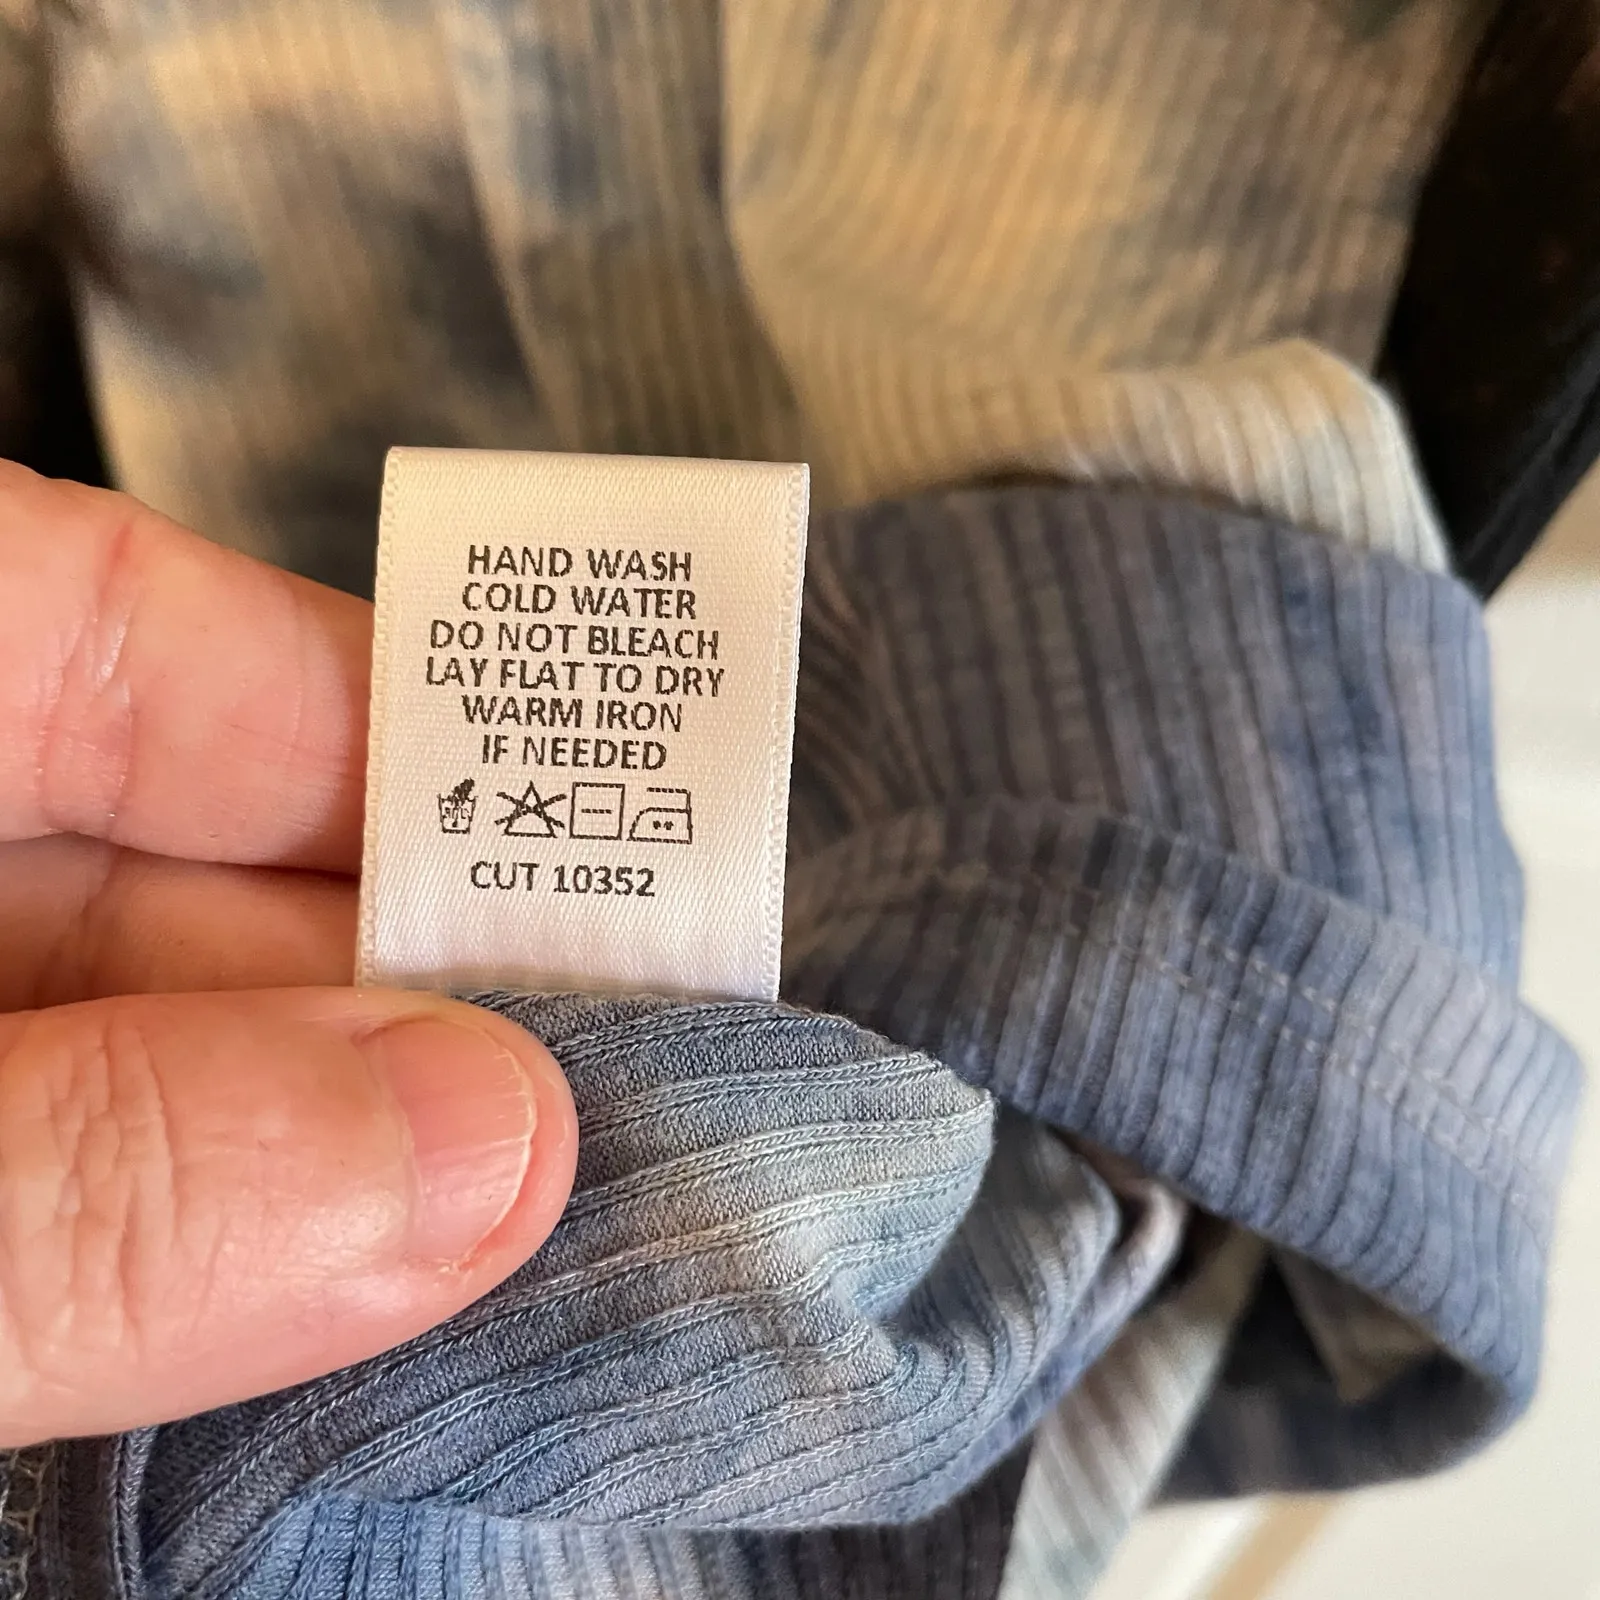 HAND WASH
COLD WATER
DO NOT BLEACH
LAY FLAT TO DRY
WARM IRON
IF NEEDED
CUT 10352